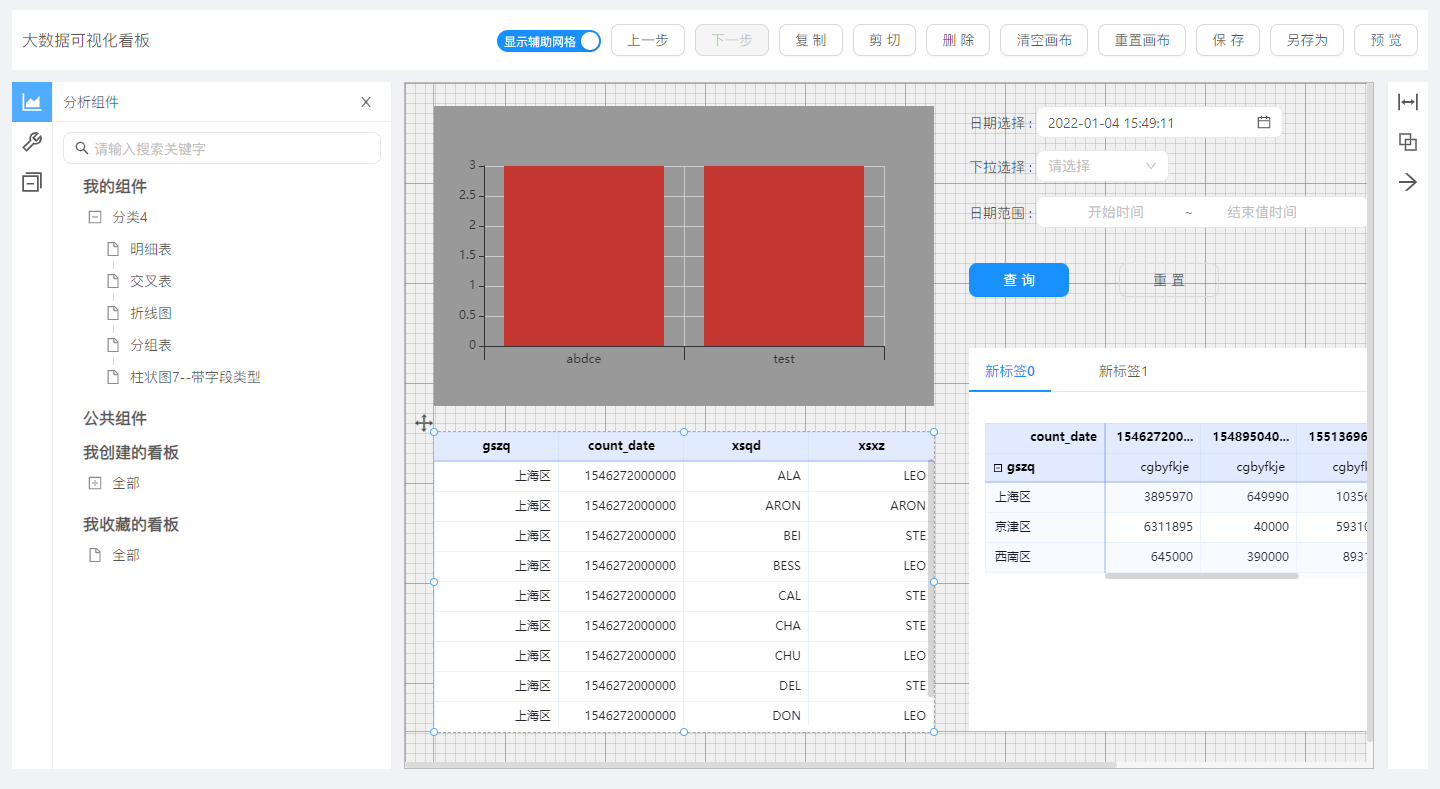 大数据可视化看板
显示辅助网格 上一步 下一步 复 制 剪 切 删 除 清空画布 重置画布 保 存 另存为 预 览
分析组件 X
请输入搜索关键字
我的组件
分类4
明细表
交叉表
折线图
分组表
柱状图7--带字段类型
公共组件
我创建的看板
全部
我收藏的看板
全部
3
2.5
2
1.5
1
0.5
0
abdce test
gszq count_date xsqd xsxz
上海区 1546272000000 ALA LEO
上海区 1546272000000 ARON ARON
上海区 1546272000000 BEI STE
上海区 1546272000000 BESS LEO
上海区 1546272000000 CAL STE
上海区 1546272000000 CHA STE
上海区 1546272000000 CHU LEO
上海区 1546272000000 DEL STE
上海区 1546272000000 DON LEO
日期选择 : 2022-01-04 15:49:11
下拉选择 : 请选择
日期范围 : 开始时间 ~ 结束值时间
查 询 重 置
新标签0 新标签1
count_date 154627200... 154895040... 15513696
gszq cgbyfkje cgbyfkje cgbyf
上海区 3895970 649990 10356
京津区 6311895 40000 59310
西南区 645000 390000 8931